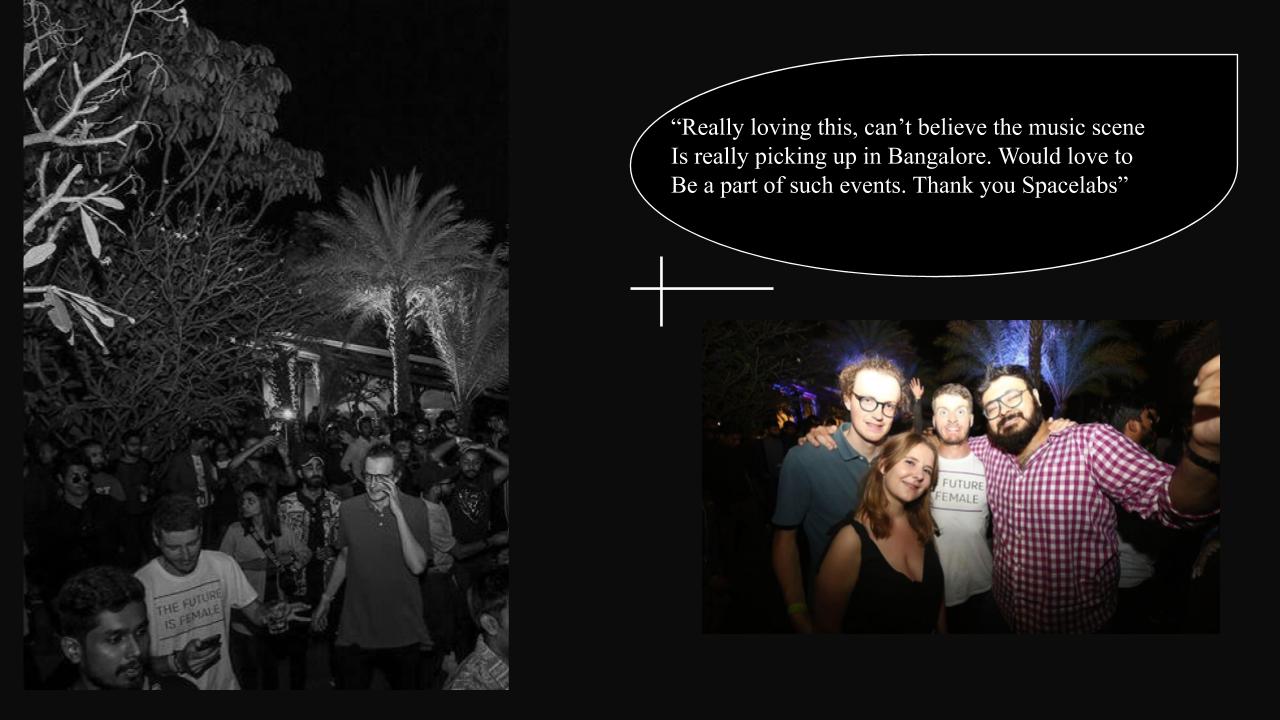 “Really loving this, can’t believe the music scene
Is really picking up in Bangalore. Would love to
Be a part of such events. Thank you Spacelabs”
THE FUTURE
IS FEMALE
FUTURE
FEMALE